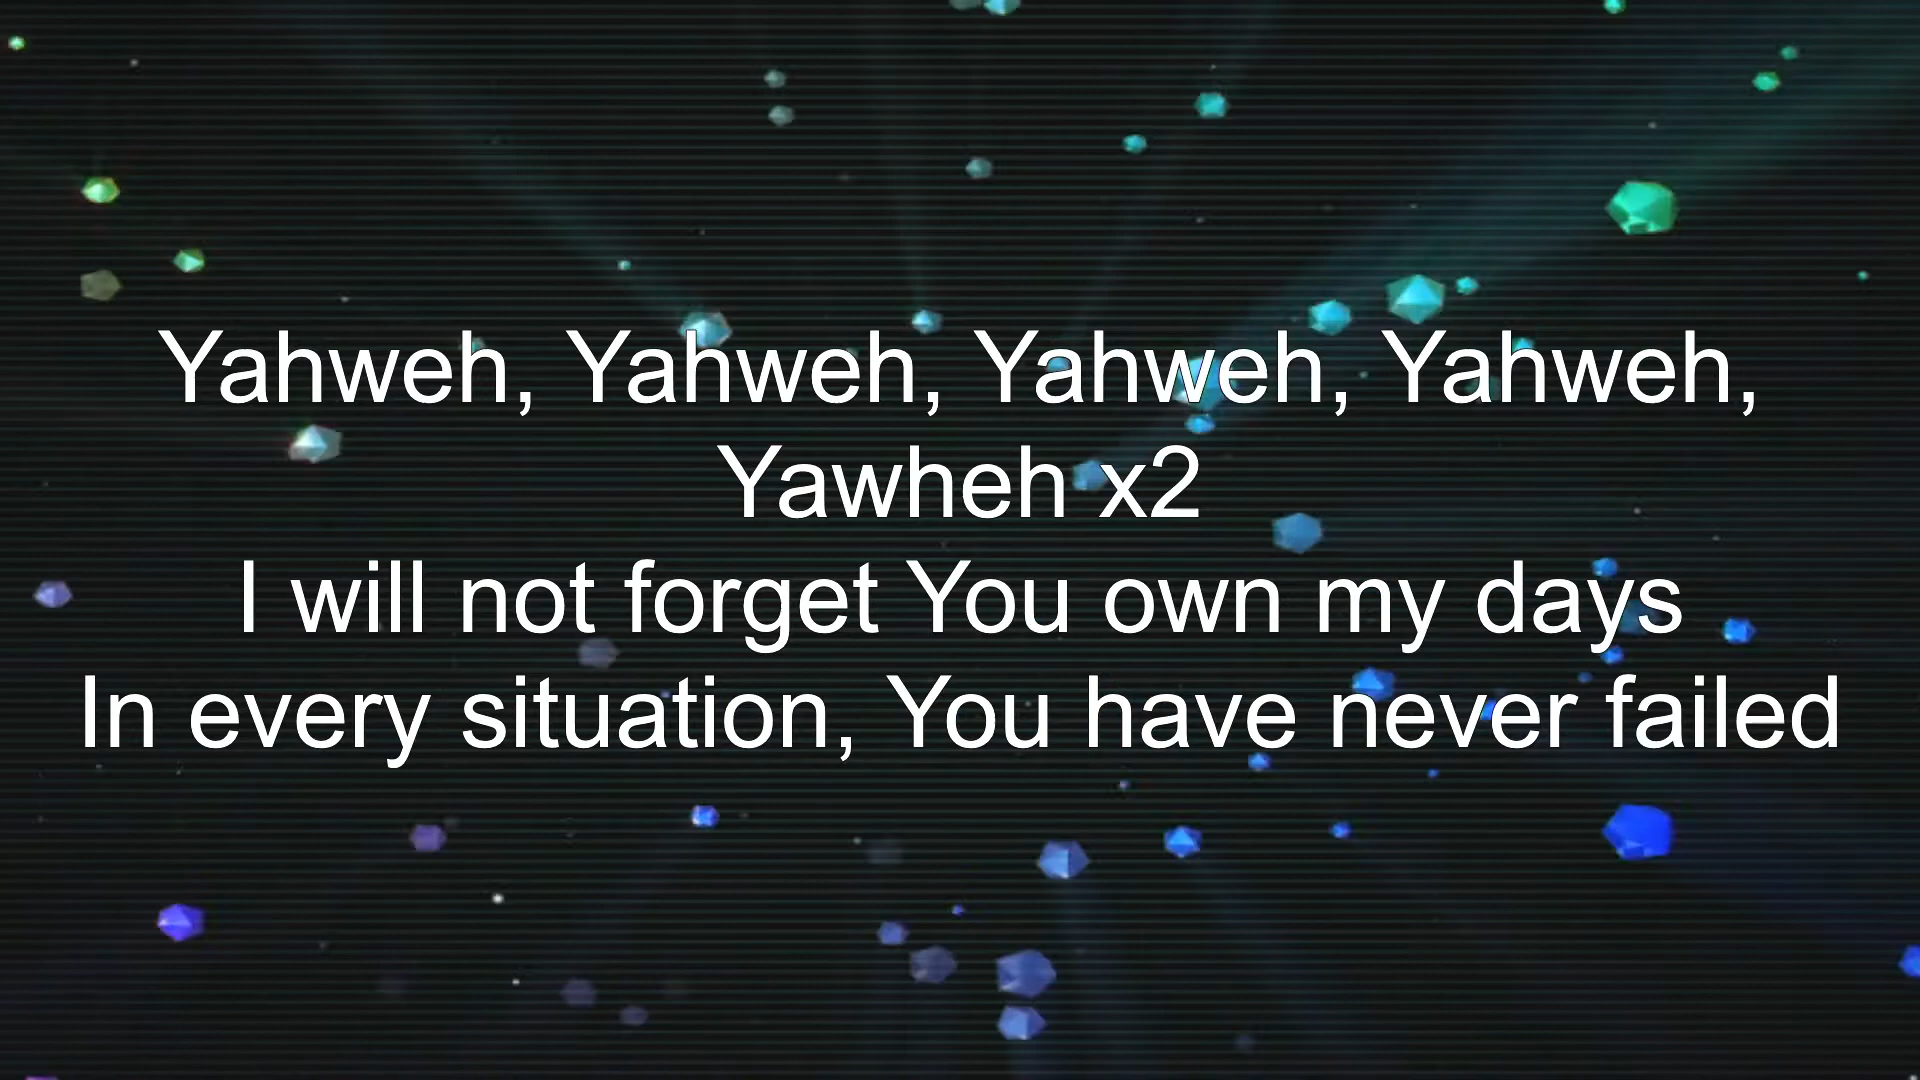 Yahweh, Yahweh, Yahweh, Yahweh,
Yawheh x2
I will not forget You own my days
In every situation, You have never failed